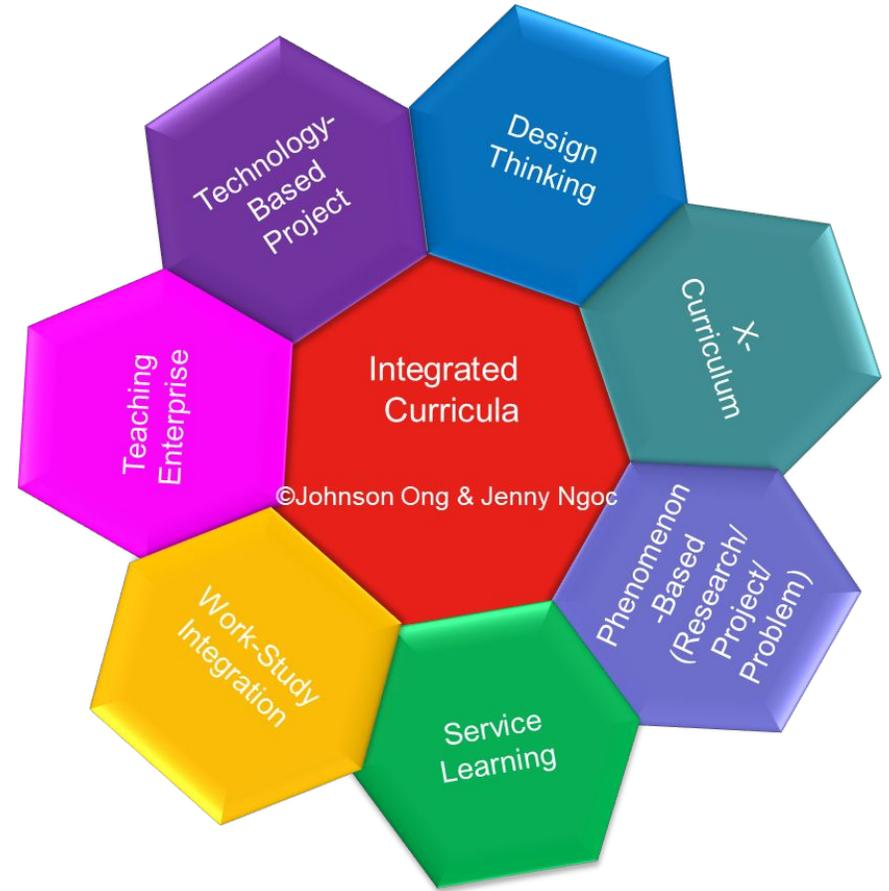 Technology-
Based
Project
Design
Thinking
X-
Curriculum
Integrated
Curricula
©Johnson Ong & Jenny Ngoc
Teaching
Enterprise
Phenomenon
-Based
(Research/
Project/
Problem)
Work-Study
Integration
Service
Learning